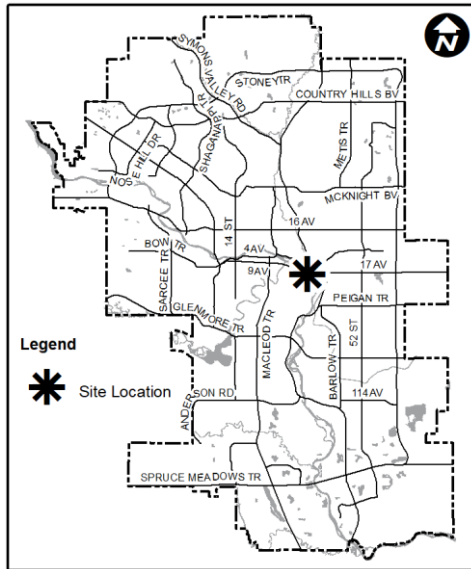 N
SYMONS VALLEY RD
STONEY TR
COUNTRY HILLS BV
SHAGANAPPI TR
METIS TR
NOSE HILL DR
MCKNIGHT BV
14 ST
16 AV
BOW TR
4 AV
17 AV
9 AV
SARCEE TR
PEIGAN TR
GLENMORE TR
MACLEOD TR
BARLOW TR
52 ST
Legend
Site Location
ANDERSON RD
114 AV
SPRUCE MEADOWS TR